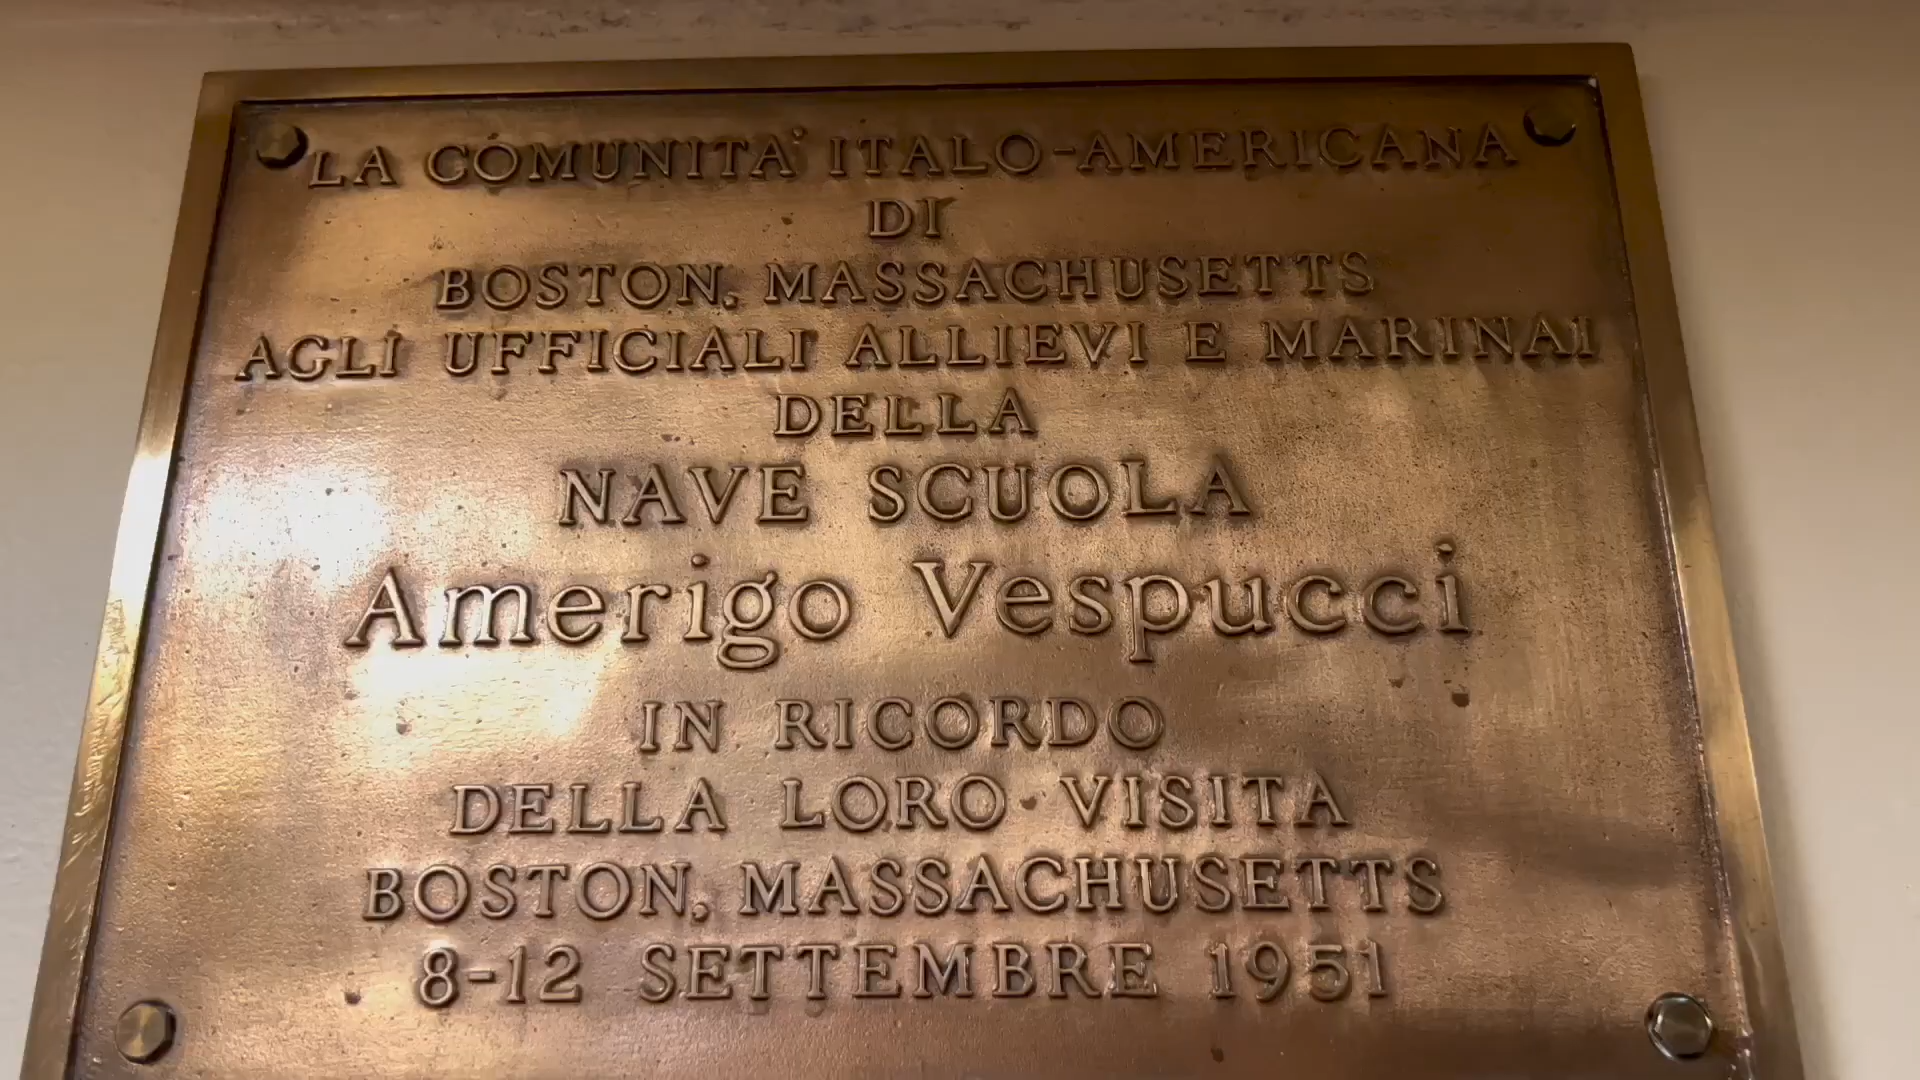 LA COMUNITA' ITALO-AMERICANA
DI
BOSTON, MASSACHUSETTS
AGLI UFFICIALI ALLIEVI E MARINAI
DELLA
NAVE SCUOLA
Amerigo Vespucci
IN RICORDO
DELLA LORO VISITA
BOSTON, MASSACHUSETTS
8-12 SETTEMBRE 1951